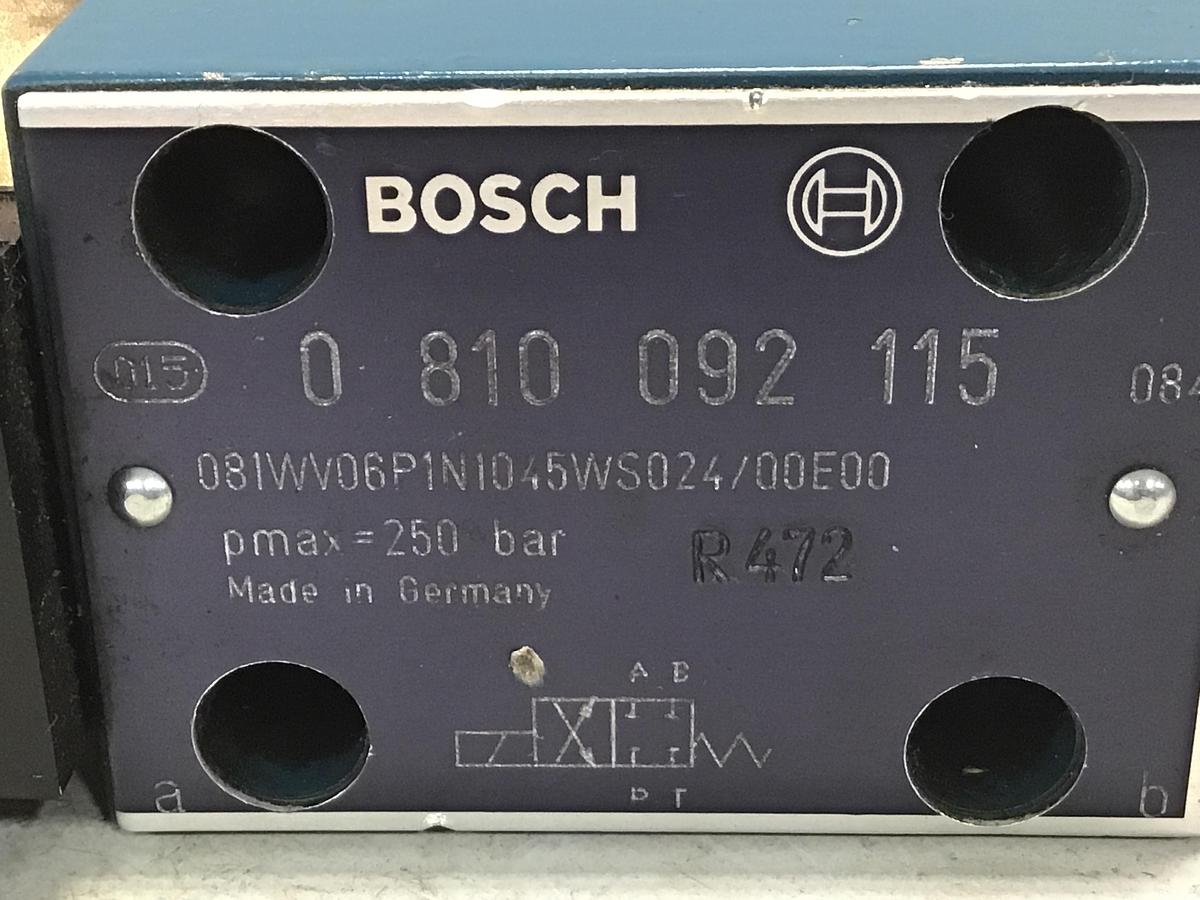 BOSCH
015 0 810 092 115 084
081WV06P1N1045WS024/00E00
pmax=250 bar
R472
Made in Germany
A B
P T
a b